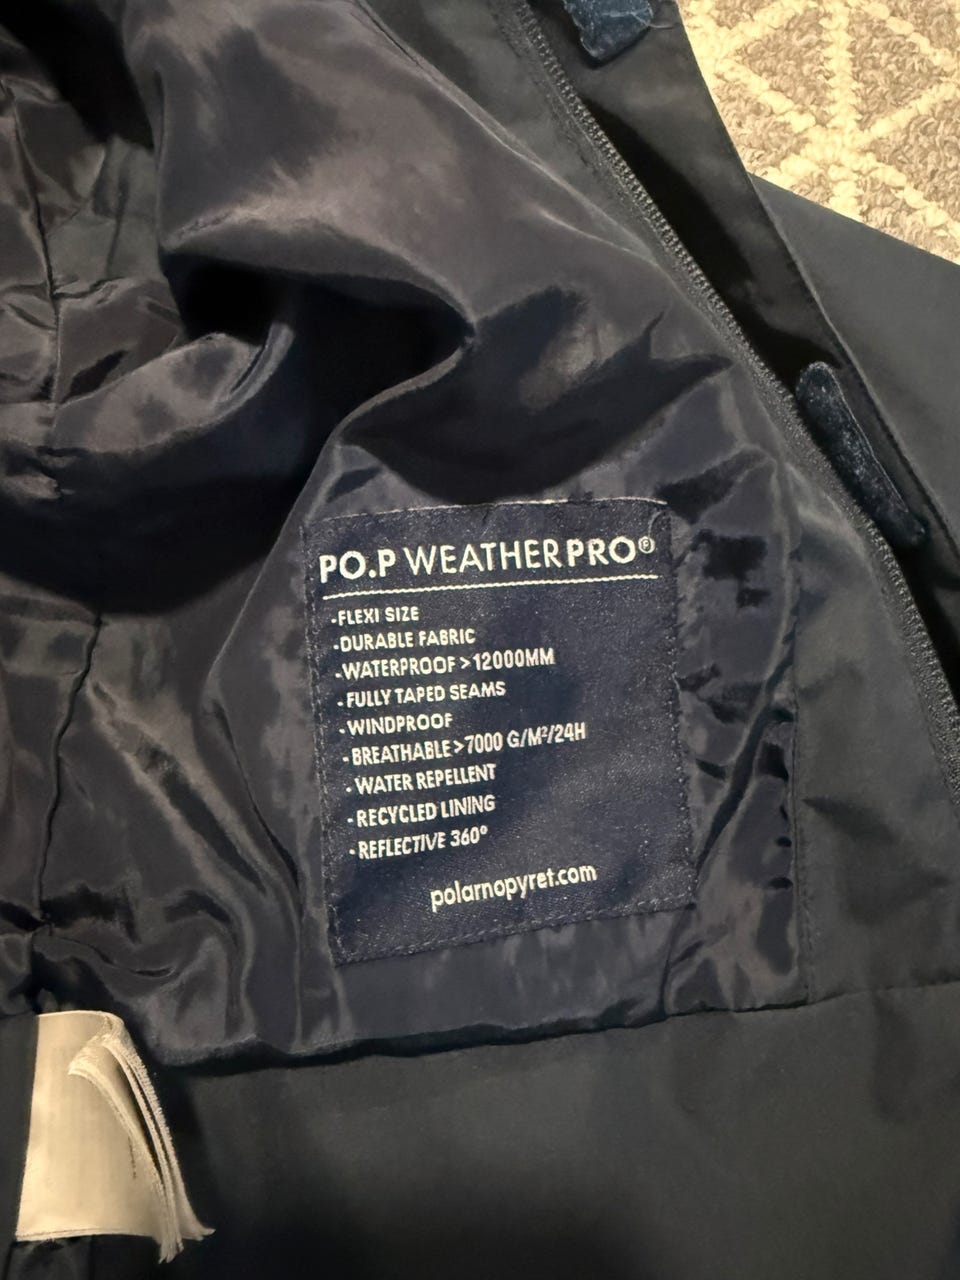 PO.P WEATHERPRO®
-FLEXI SIZE
-DURABLE FABRIC
-WATERPROOF >12000MM
-FULLY TAPED SEAMS
-WINDPROOF
-BREATHABLE >7000 G/M²/24H
-WATER REPELLENT
-RECYCLED LINING
-REFLECTIVE 360°
polarnopyret.com